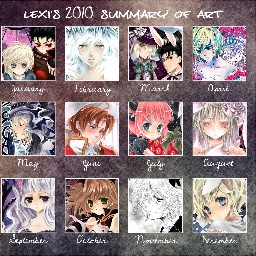 LEXI'S 2010 SUMMARY OF ART
January February March April
May June July August
September October November December